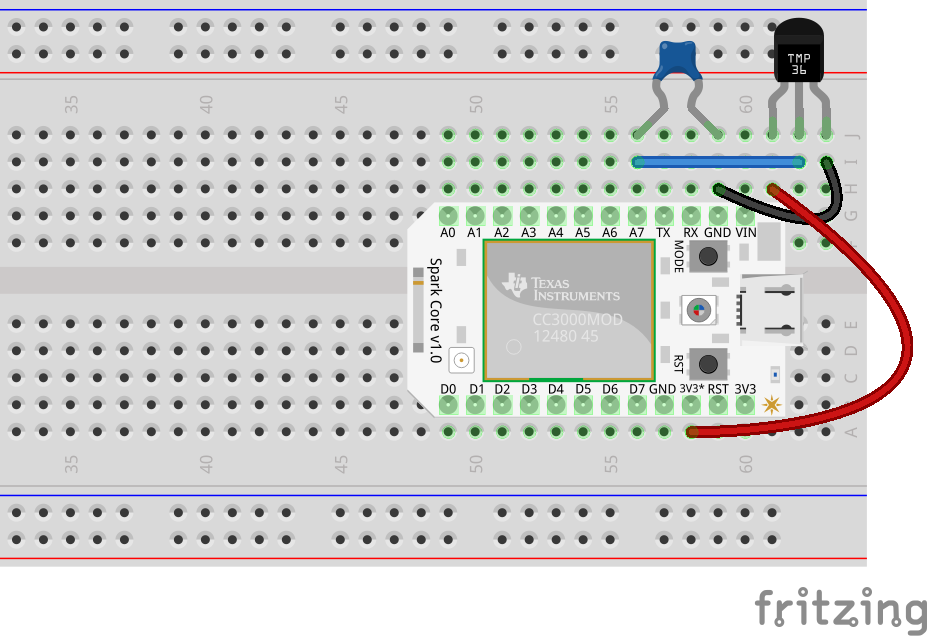 TMP
36
35 40 45 50 55 60
J
I
H
G
A0 A1 A2 A3 A4 A5 A6 A7 TX RX GND VIN
MODE
Spark Core v1.0
TEXAS
INSTRUMENTS
CC3000MOD
12480 45
E
D
RST
C
D0 D1 D2 D3 D4 D5 D6 D7 GND 3V3* RST 3V3
A
35 40 45 50 55 60
fritzing